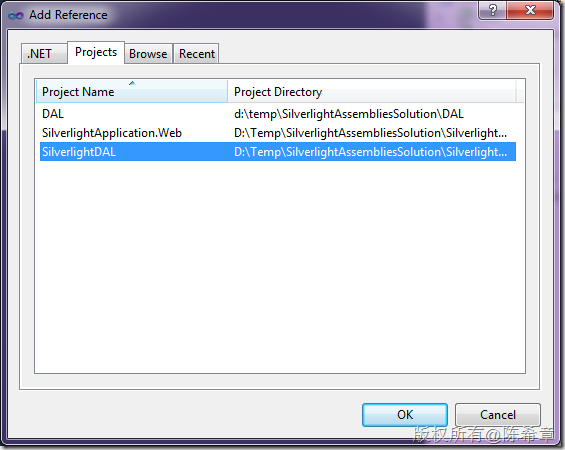 Add Reference
.NET Projects Browse Recent
Project Name Project Directory
DAL d:\temp\SilverlightAssembliesSolution\DAL
SilverlightApplication.Web D:\Temp\SilverlightAssembliesSolution\Silverlight...
SilverlightDAL D:\Temp\SilverlightAssembliesSolution\Silverlight...
OK Cancel
版权所有@陈希章